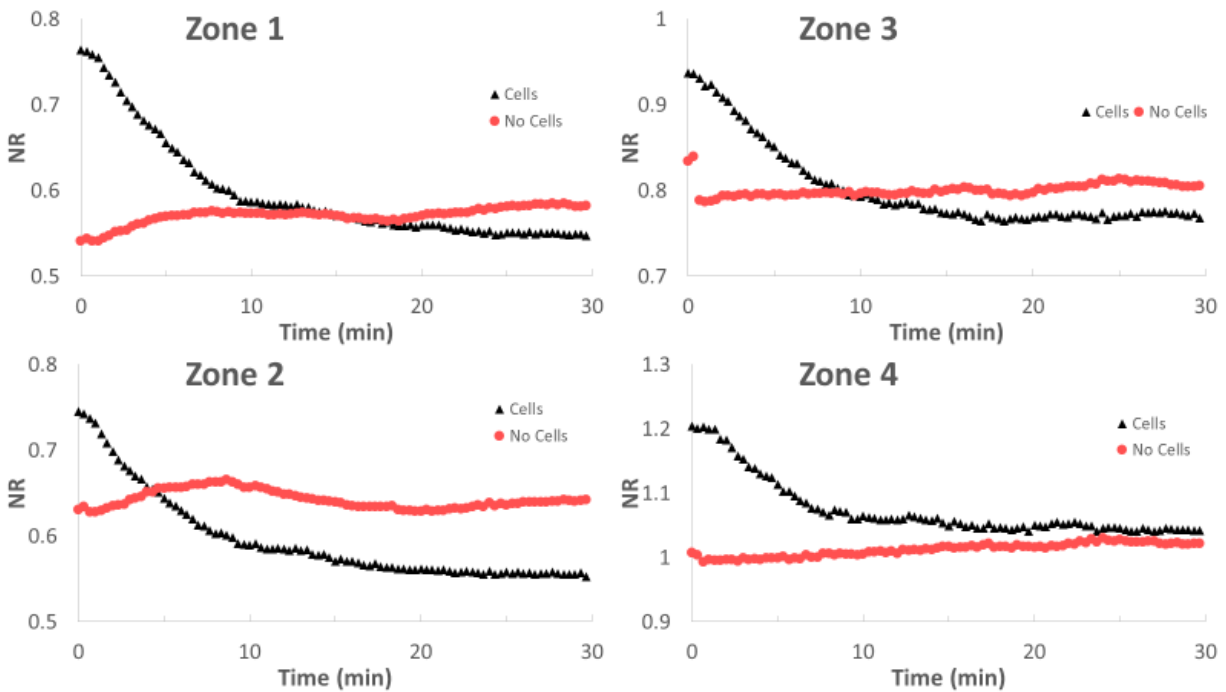 Zone 1
0.8
0.7
0.6
0.5
NR
Cells
No Cells
0
10
20
30
Time (min)
Zone 3
1
0.9
0.8
0.7
NR
Cells No Cells
0
10
20
30
Time (min)
Zone 2
0.8
0.7
0.6
0.5
NR
Cells
No Cells
0
10
20
30
Time (min)
Zone 4
1.3
1.2
1.1
1
0.9
NR
Cells
No Cells
0
10
20
30
Time (min)